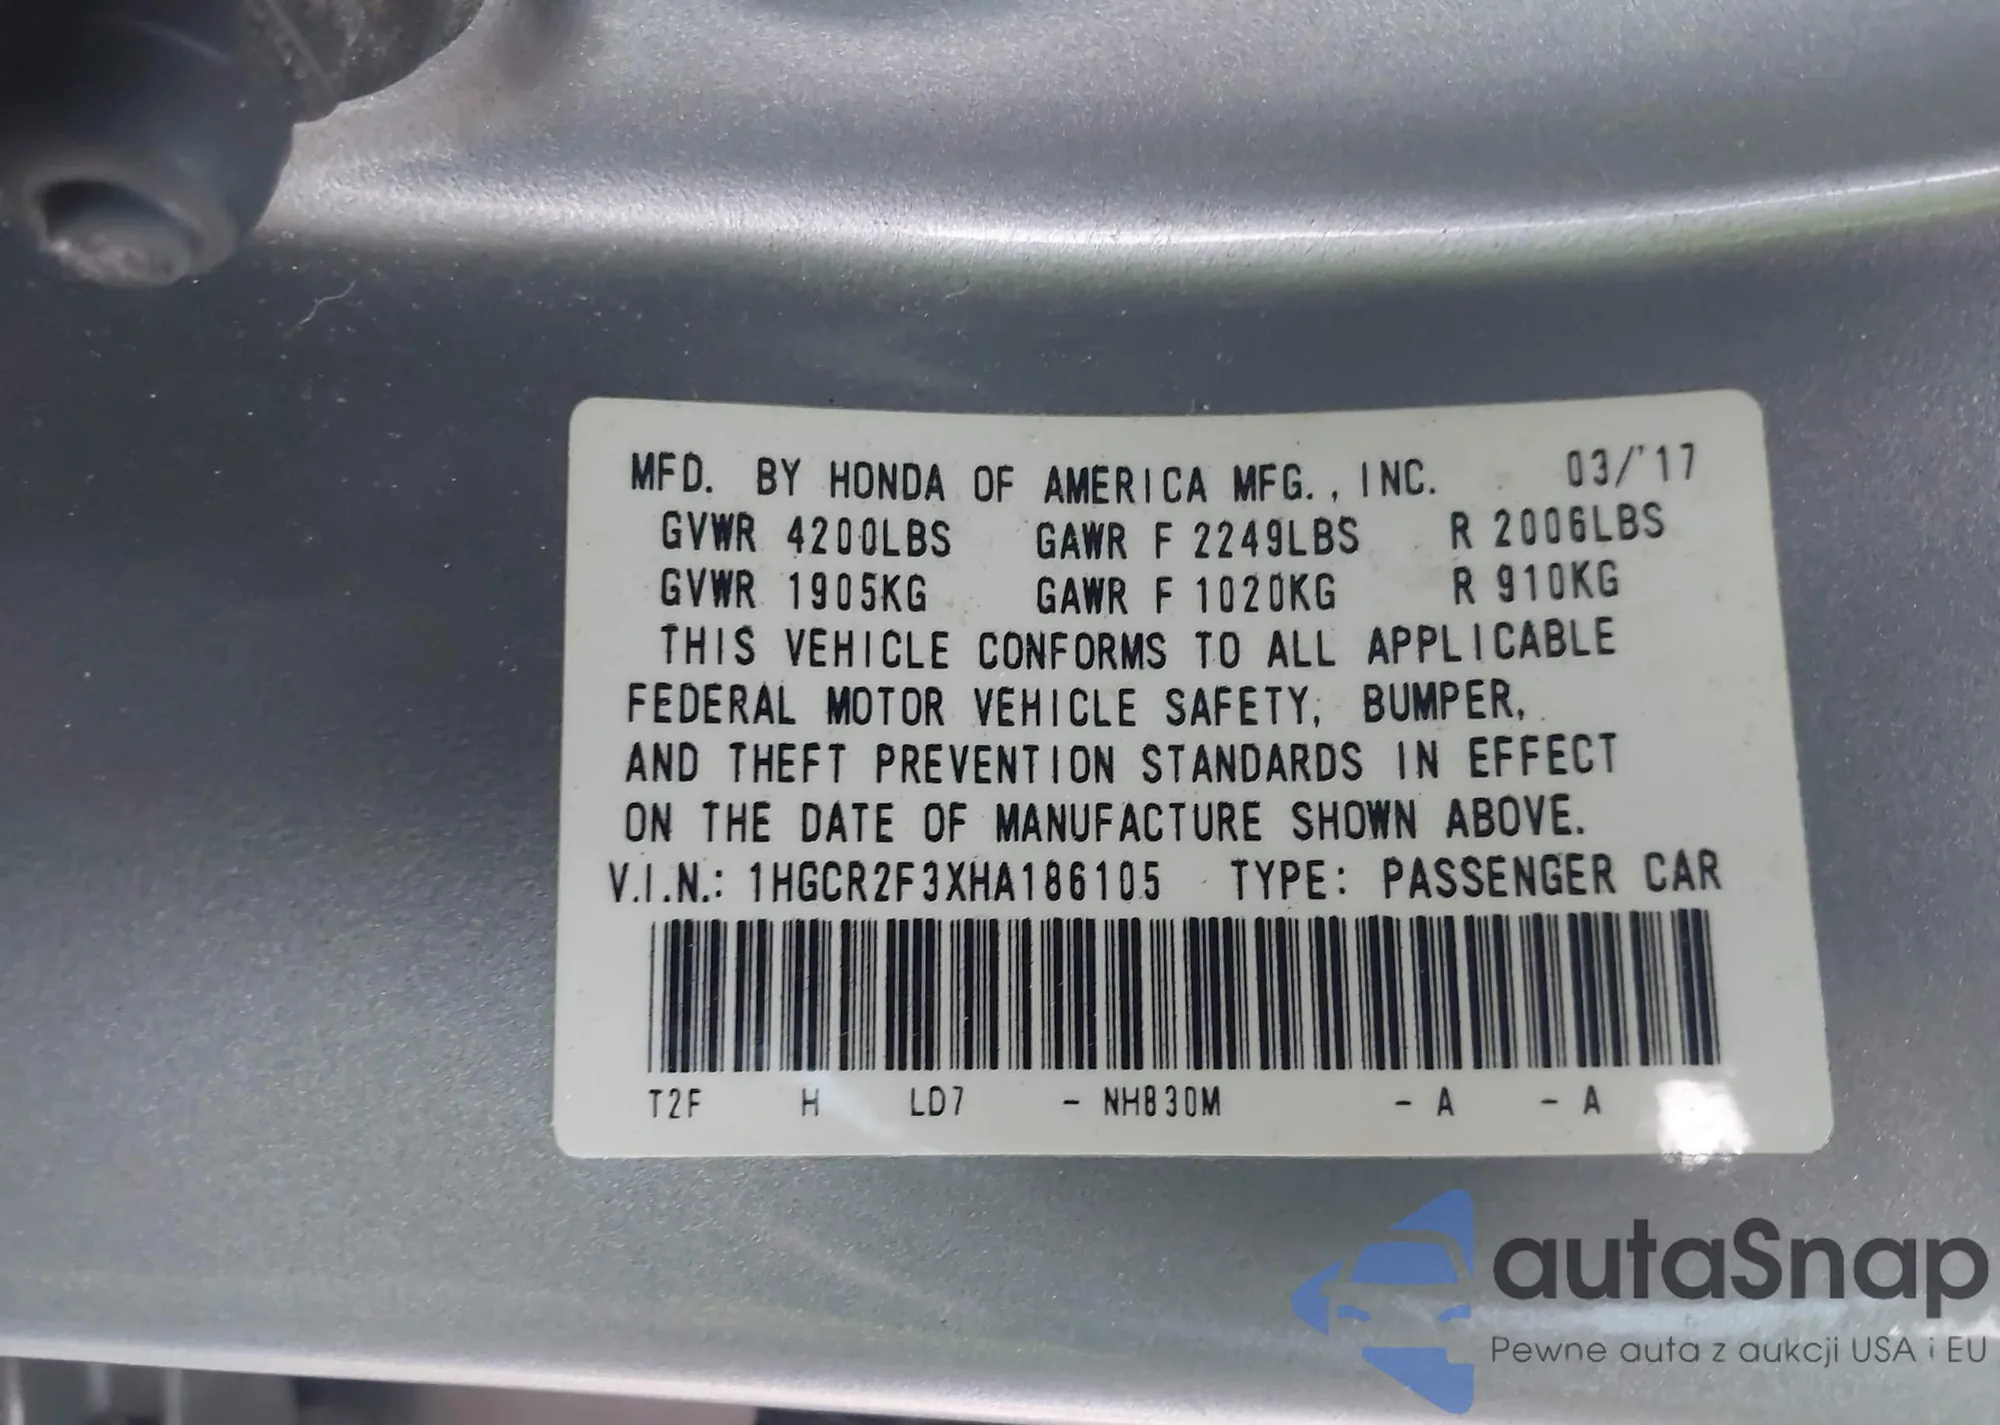 MFD. BY HONDA OF AMERICA MFG., INC. 03/'17
GVWR 4200LBS GAWR F 2249LBS R 2006LBS
GVWR 1905KG GAWR F 1020KG R 910KG
THIS VEHICLE CONFORMS TO ALL APPLICABLE
FEDERAL MOTOR VEHICLE SAFETY, BUMPER,
AND THEFT PREVENTION STANDARDS IN EFFECT
ON THE DATE OF MANUFACTURE SHOWN ABOVE.
V.I.N.: 1HGCR2F3XHA186105 TYPE: PASSENGER CAR
T2F H LD7 - NH830M - A - A
autaSnap
Pewne auta z aukcji USA i EU